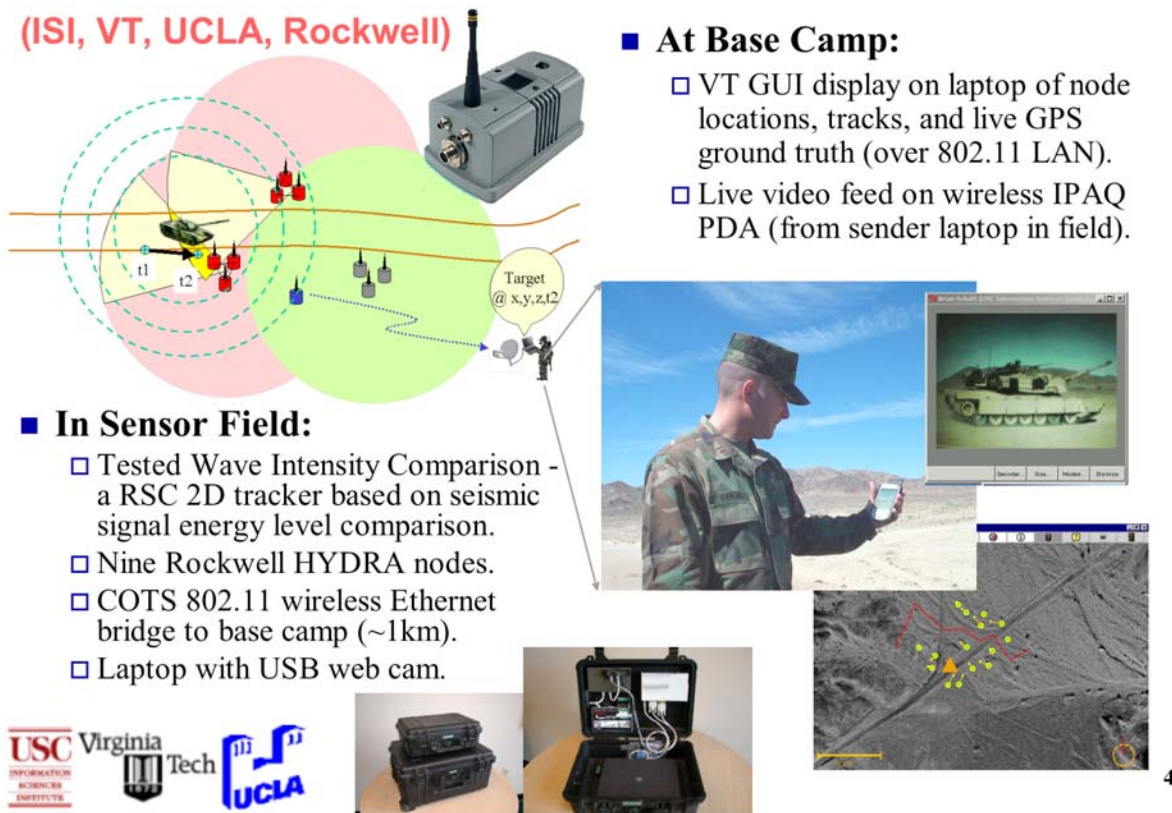 (ISI, VT, UCLA, Rockwell)
t1
t2
Target
@ x,y,z,t2
In Sensor Field:
Tested Wave Intensity Comparison -
a RSC 2D tracker based on seismic
signal energy level comparison.
Nine Rockwell HYDRA nodes.
COTS 802.11 wireless Ethernet
bridge to base camp (~1km).
Laptop with USB web cam.
At Base Camp:
VT GUI display on laptop of node
locations, tracks, and live GPS
ground truth (over 802.11 LAN).
Live video feed on wireless IPAQ
PDA (from sender laptop in field).
Decoder... Modes...
USC
INFORMATION
SCIENCES
INSTITUTE
Virginia
Tech
1872
UCLA
4